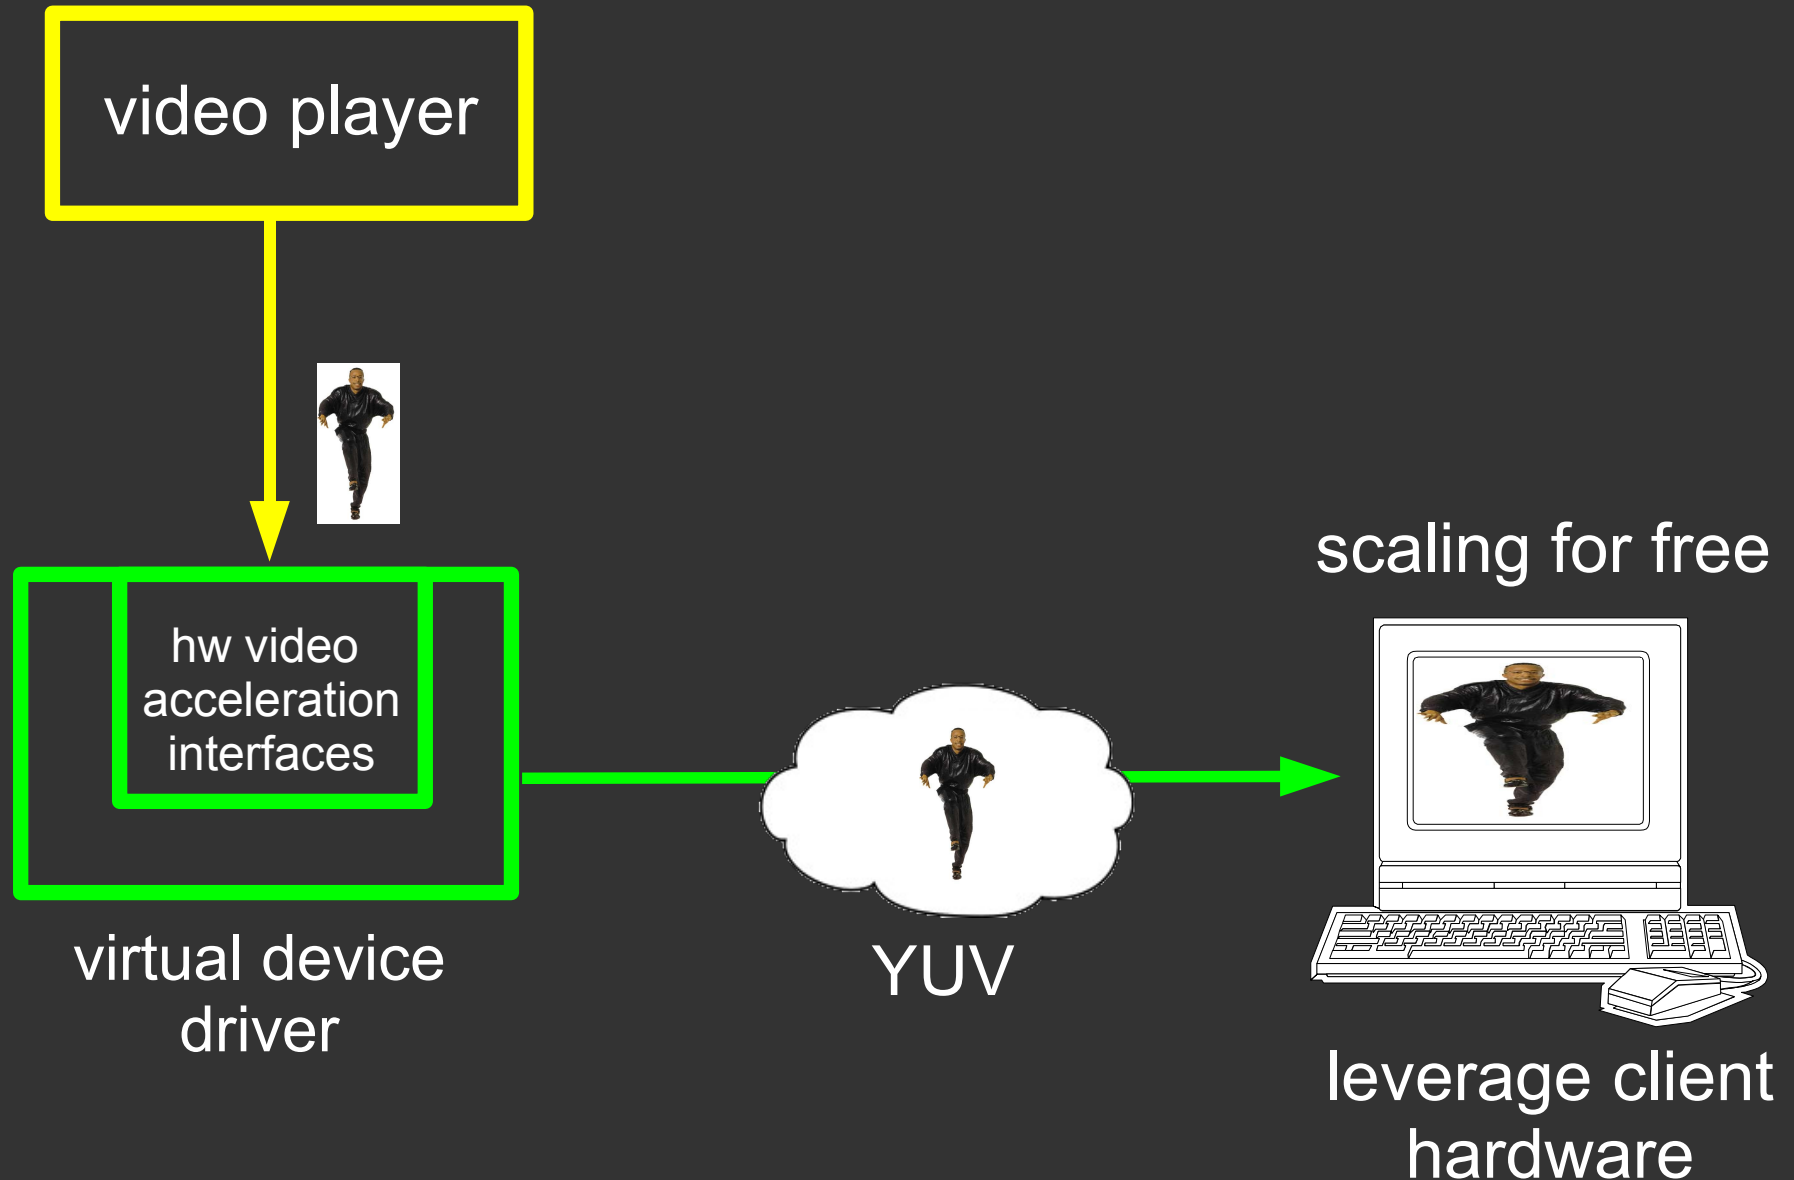 video player
hw video
acceleration
interfaces
virtual device
driver
YUV
scaling for free
leverage client
hardware